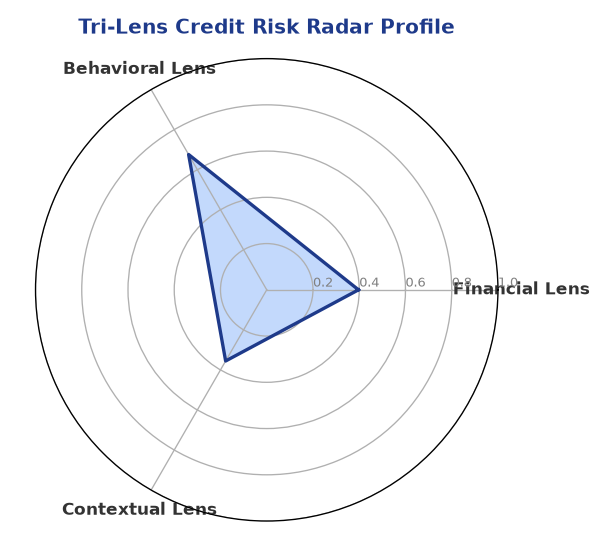 Tri-Lens Credit Risk Radar Profile
Behavioral Lens
0.2
0.4
0.6
0.8
1.0
Financial Lens
Contextual Lens